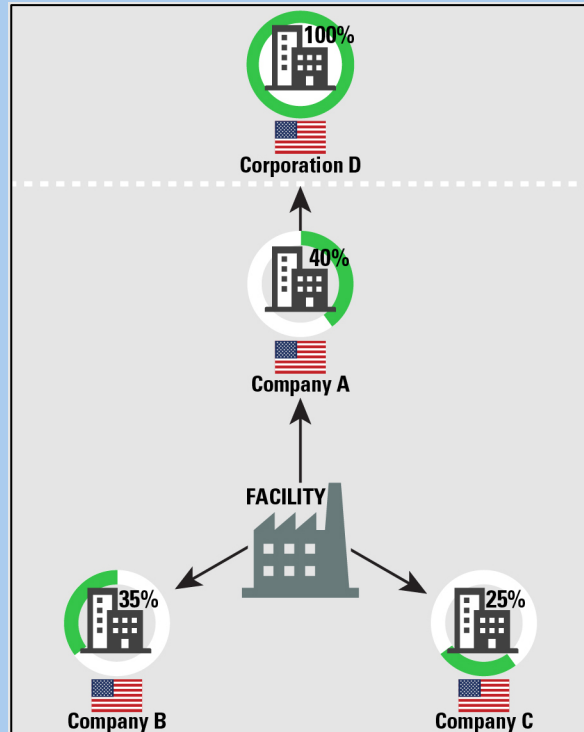 100%
Corporation D
40%
Company A
FACILITY
35%
25%
Company B
Company C